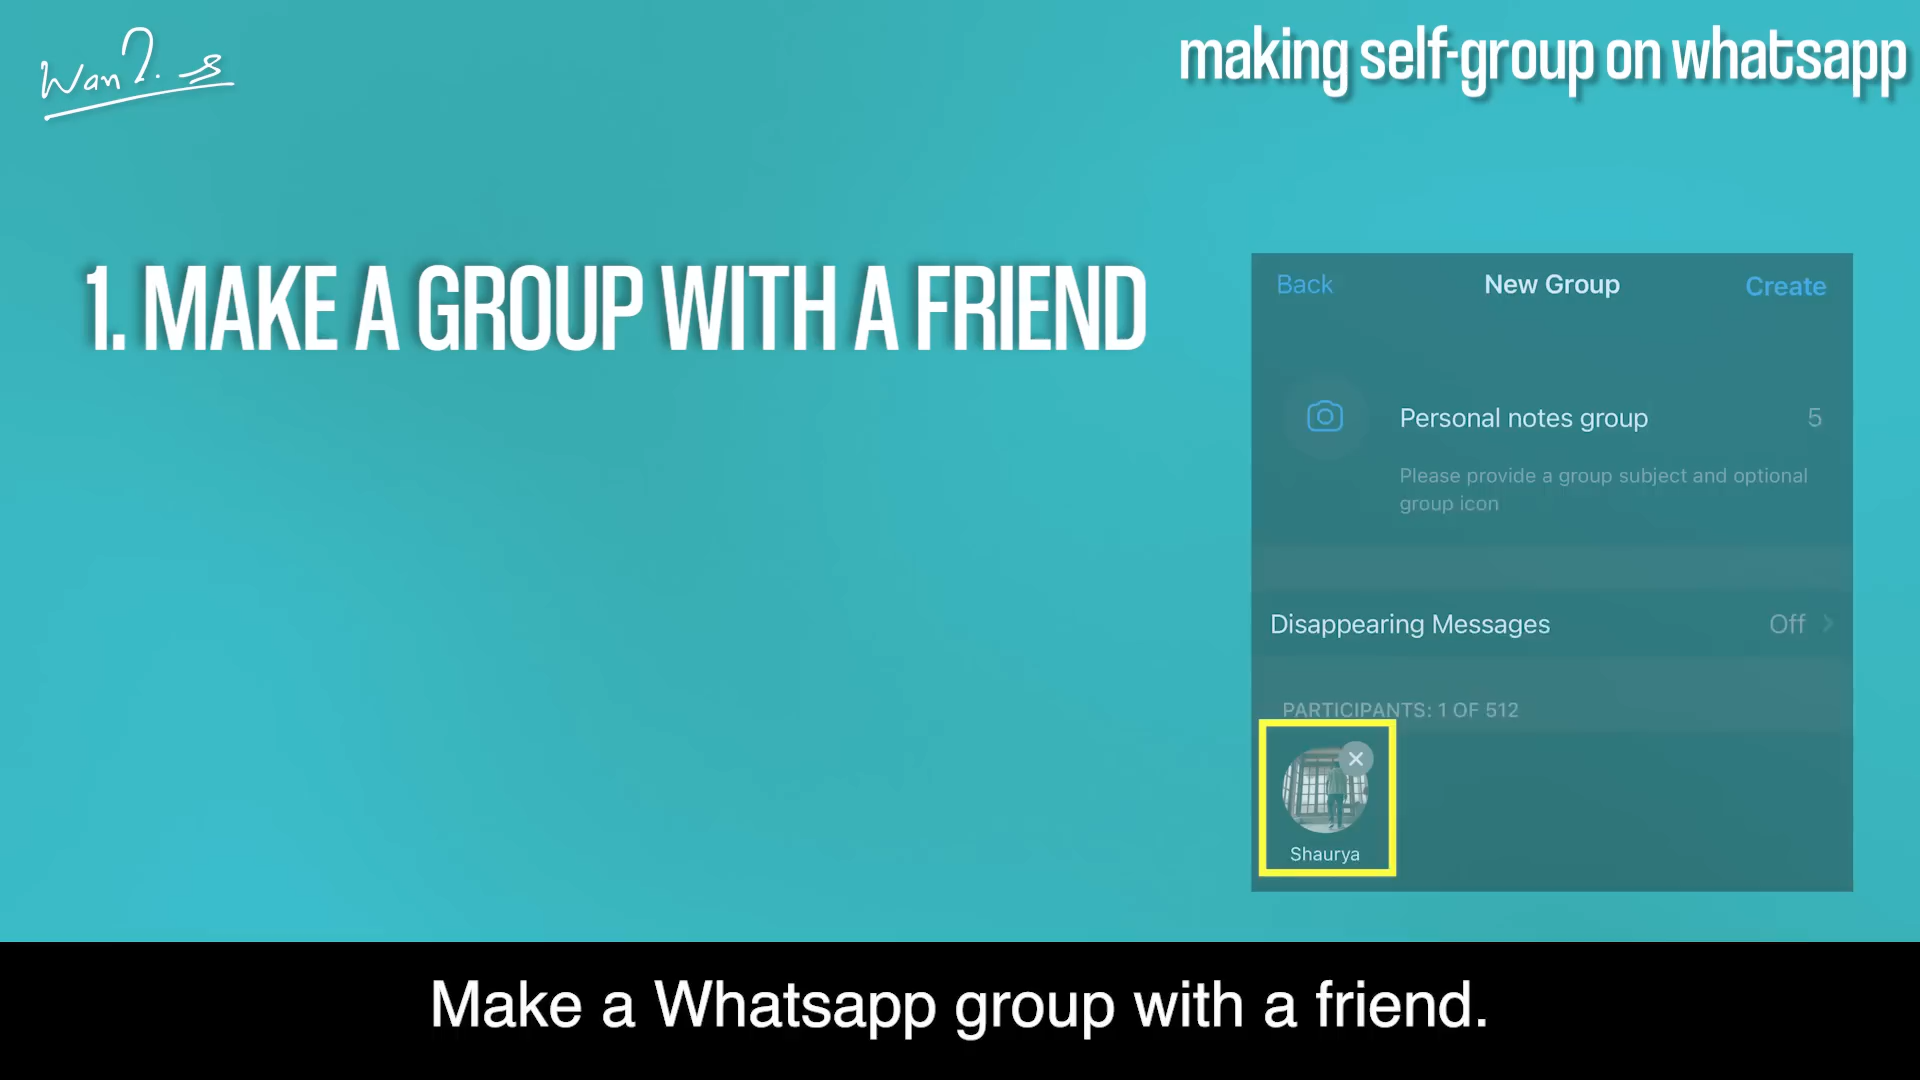 making self-group on whatsapp
1. MAKE A GROUP WITH A FRIEND
Back New Group Create
Personal notes group 5
Please provide a group subject and optional
group icon
Disappearing Messages Off
PARTICIPANTS: 1 OF 512
Shaurya
Make a Whatsapp group with a friend.